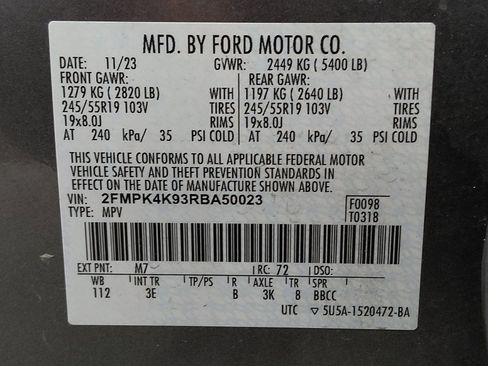 MFD. BY FORD MOTOR CO.
DATE: 11/23 GVWR: 2449 KG ( 5400 LB)
FRONT GAWR: REAR GAWR:
1279 KG ( 2820 LB) WITH 1197 KG ( 2640 LB) WITH
245/55R19 103V TIRES 245/55R19 103V TIRES
19x8.0J RIMS 19x8.0J RIMS
AT 240 kPa/ 35 PSI COLD AT 240 kPa/ 35 PSI COLD
THIS VEHICLE CONFORMS TO ALL APPLICABLE FEDERAL MOTOR
VEHICLE SAFETY AND THEFT PREVENTION STANDARDS IN
EFFECT ON THE DATE OF MANUFACTURE SHOWN ABOVE.
VIN: 2FMPK4K93RBA50023 F0098
TYPE: MPV T0318
EXT PNT: M7 RC: 72 DSO:
WB INT TR TP/PS R AXLE TR SPR
112 3E B 3K 8 BBCC
UTC ▽ 5U5A-1520472-BA